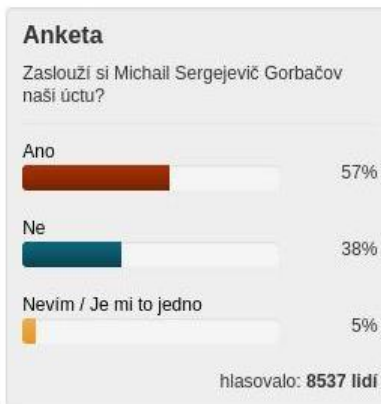 Anketa
Zaslouží si Michail Sergejevič Gorbačov
naši úctu?
Ano
57%
Ne
38%
Nevím / Je mi to jedno
5%
hlasovalo: 8537 lidí